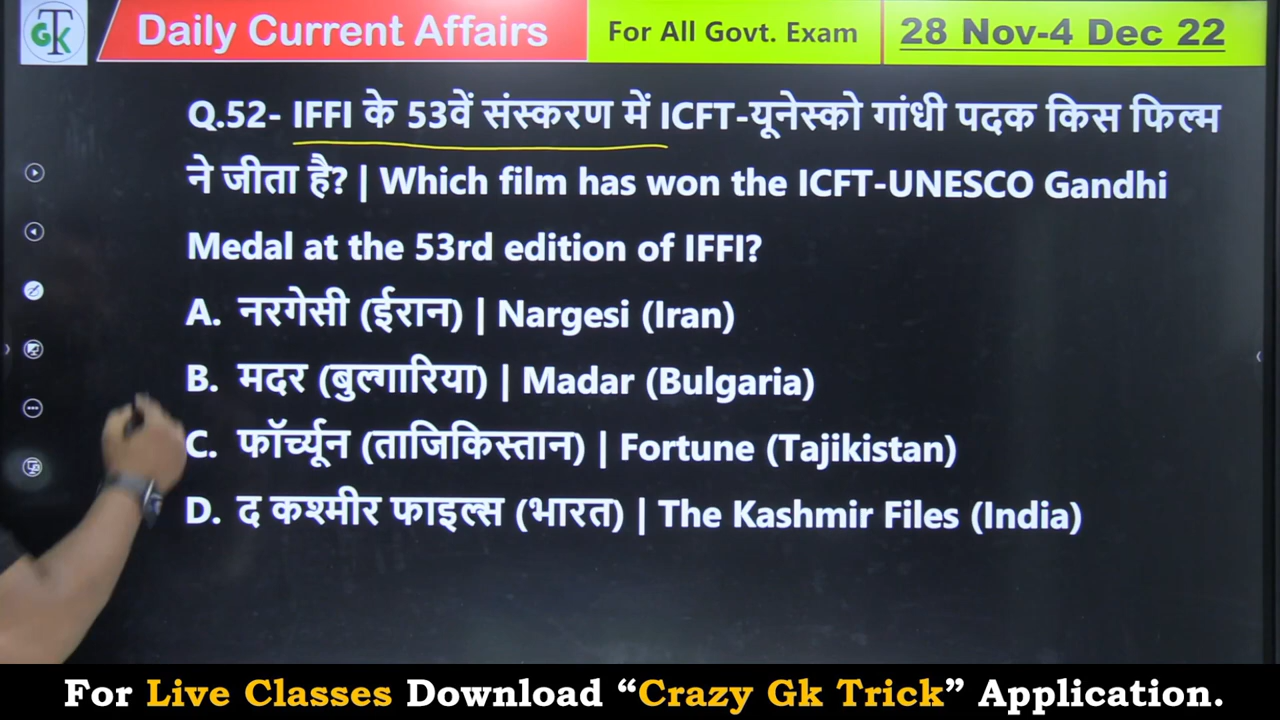 T
GK
Daily Current Affairs
For All Govt. Exam
28 Nov-4 Dec 22
Q.52- IFFI के 53वें संस्करण में ICFT-यूनेस्को गांधी पदक किस फिल्म
ने जीता है? | Which film has won the ICFT-UNESCO Gandhi
Medal at the 53rd edition of IFFI?
A. नरगेसी (ईरान) | Nargesi (Iran)
B. मदर (बुल्गारिया) | Madar (Bulgaria)
C. फॉर्च्यून (ताजिकिस्तान) | Fortune (Tajikistan)
D. द कश्मीर फाइल्स (भारत) | The Kashmir Files (India)
For Live Classes Download “Crazy Gk Trick” Application.